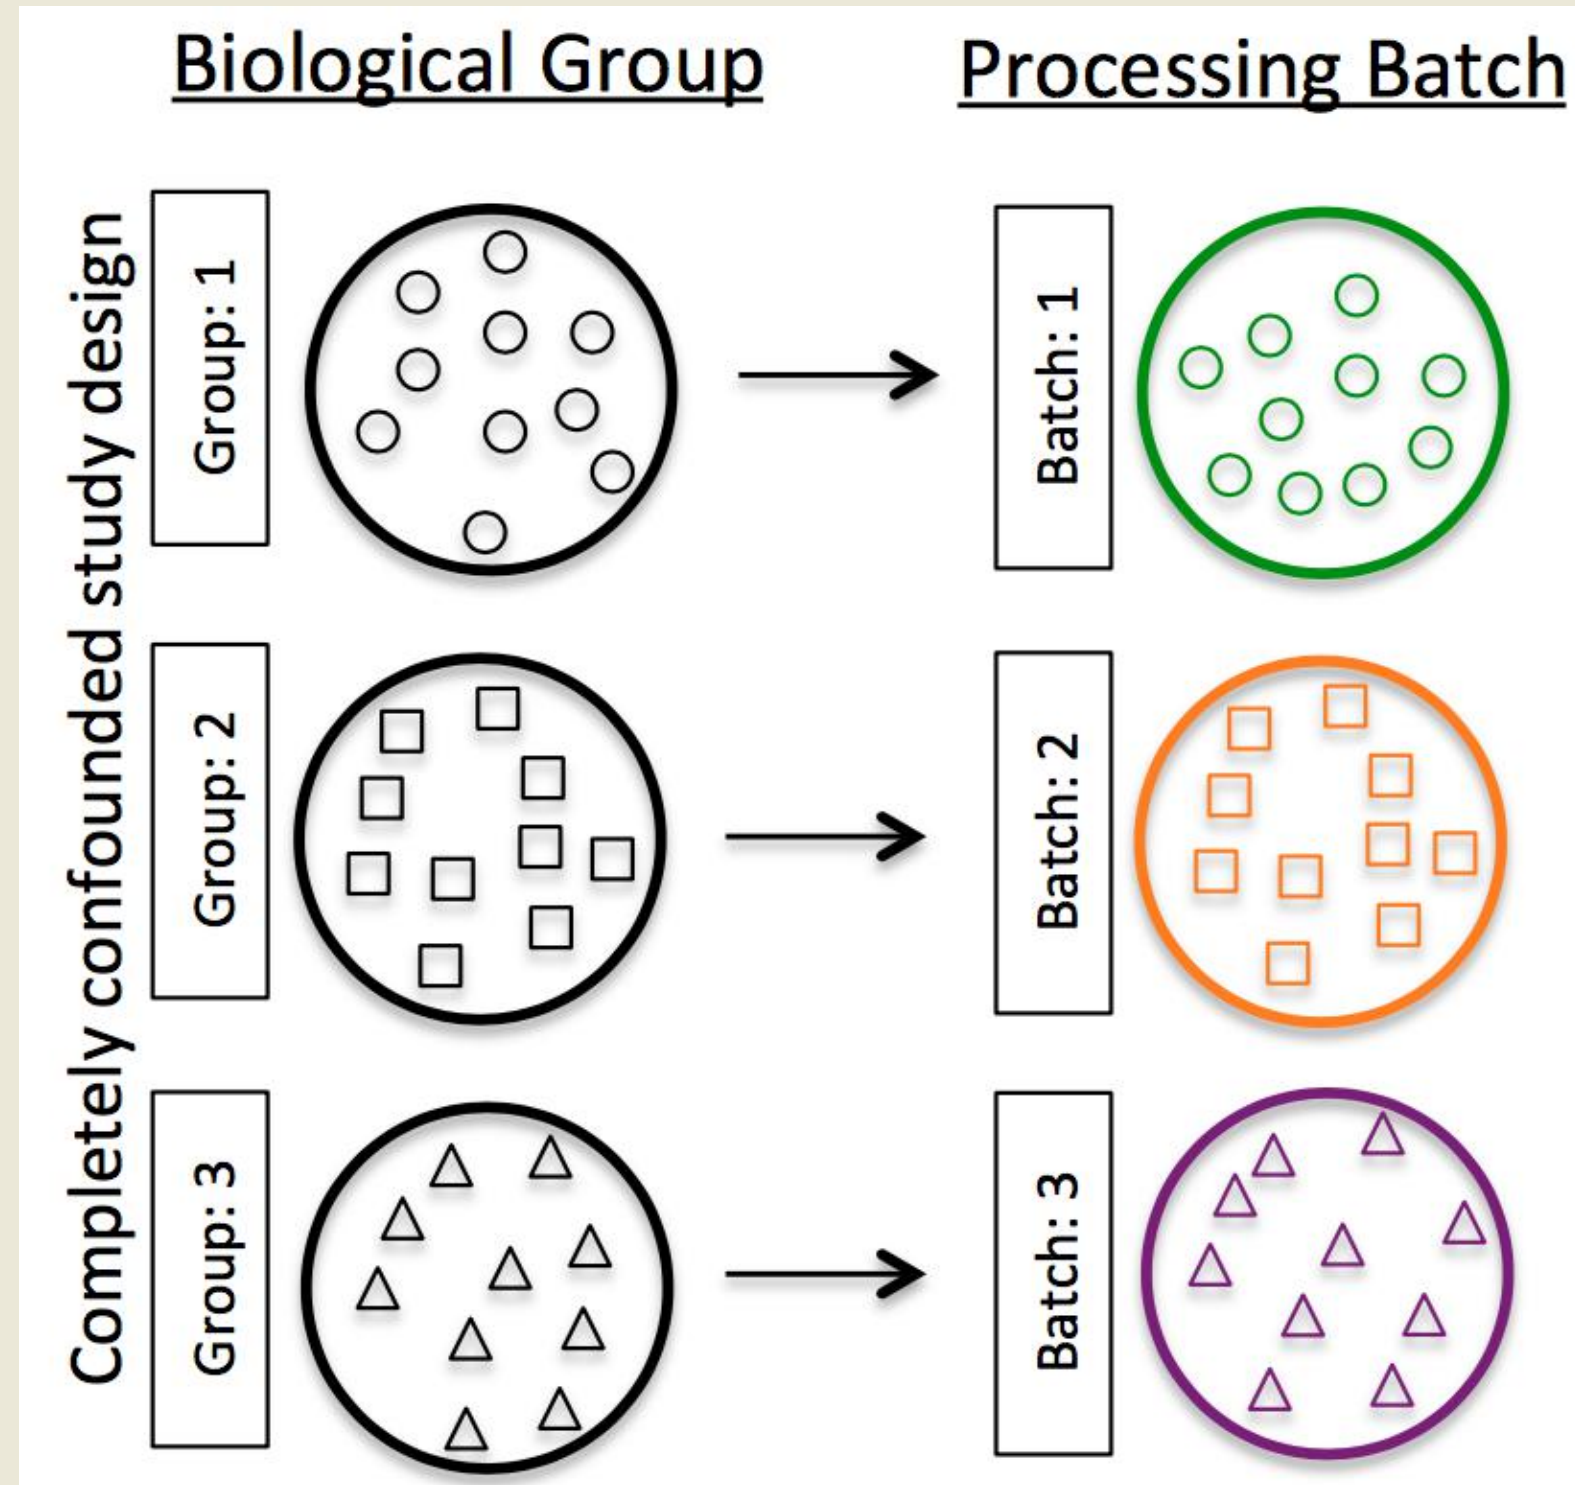 Biological Group
Processing Batch
Completely confounded study design
Group: 1
Batch: 1
Group: 2
Batch: 2
Group: 3
Batch: 3